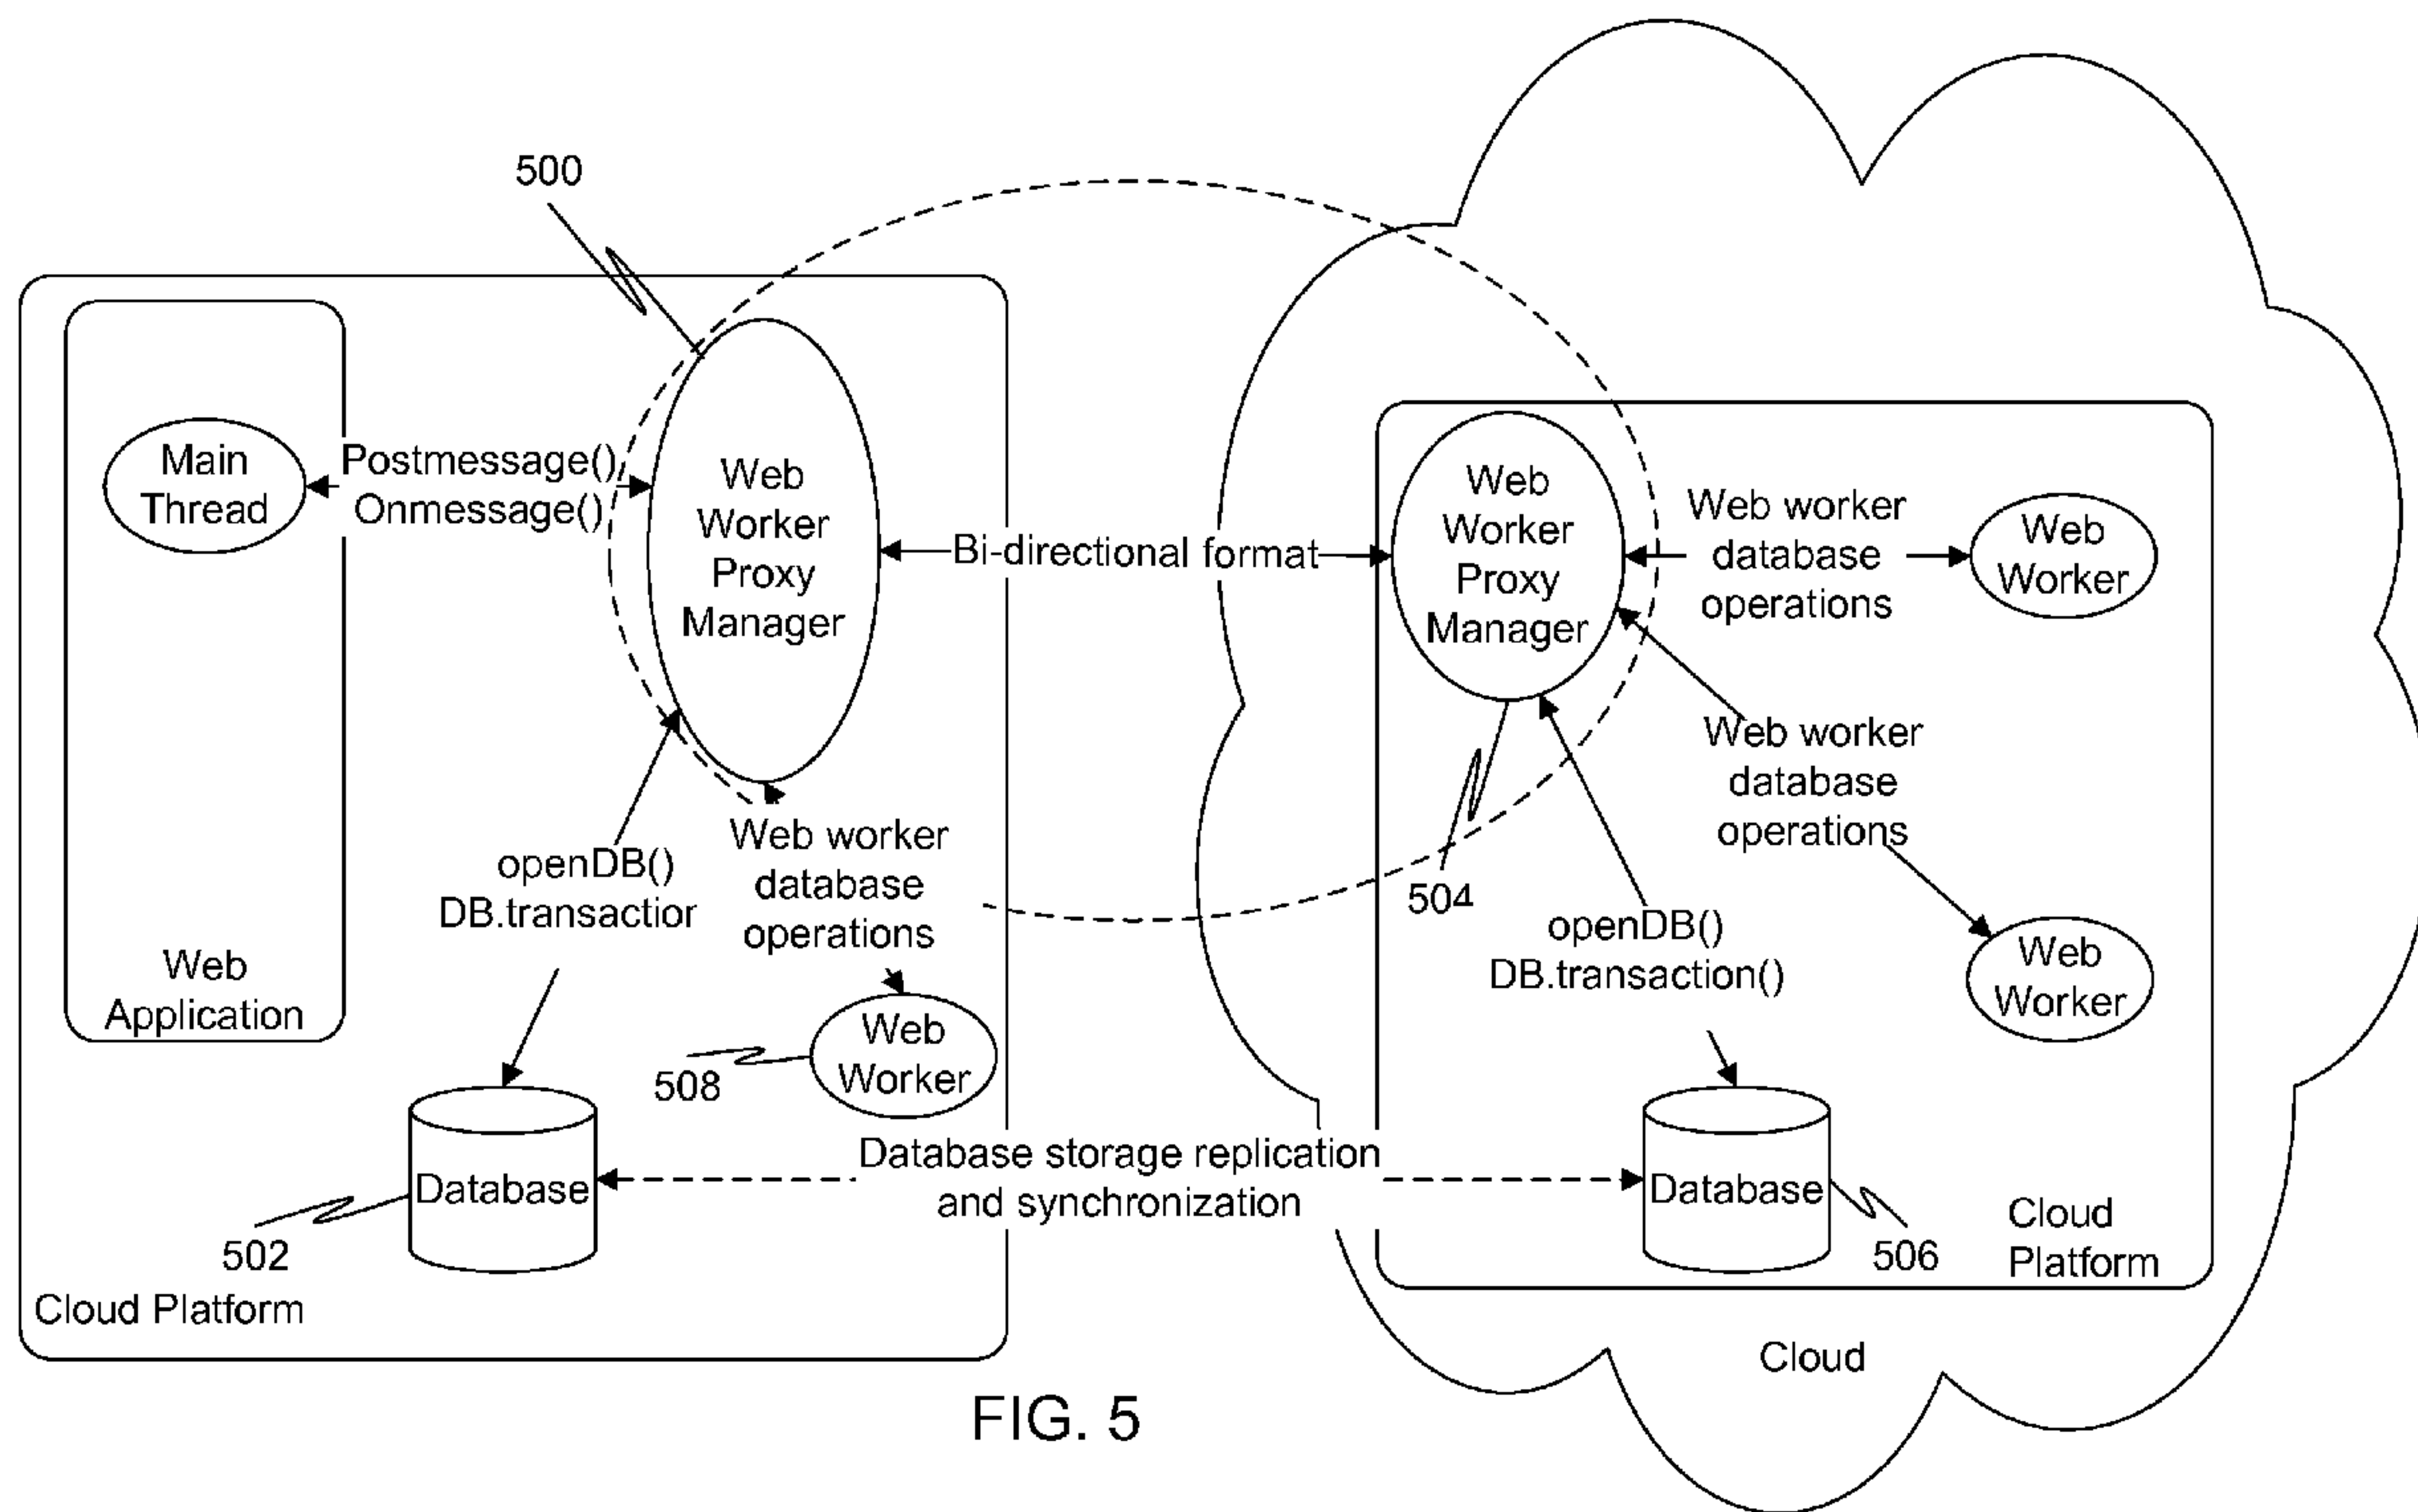 500
Main
Thread
Postmessage()
Onmessage()
Web
Worker
Proxy
Manager
Bi-directional format
Web
Worker
Proxy
Manager
Web worker
database
operations
Web
Worker
Web worker
database
operations
Web
Worker
openDB()
DB.transactior
Web worker
database
operations
504
openDB()
DB.transaction()
Web
Application
Web
Worker
508
Database storage replication
and synchronization
Database
502
Database
506
Cloud Platform
Cloud
Platform
Cloud
FIG. 5